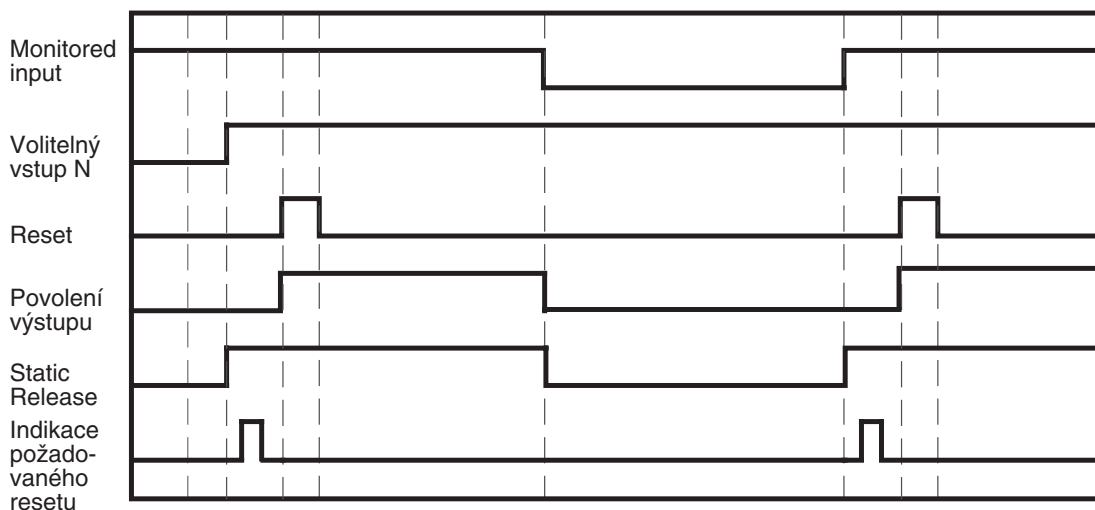 Monitored
input
Volitelný
vstup N
Reset
Povolení
výstupu
Static
Release
Indikace
požado-
vaného
resetu